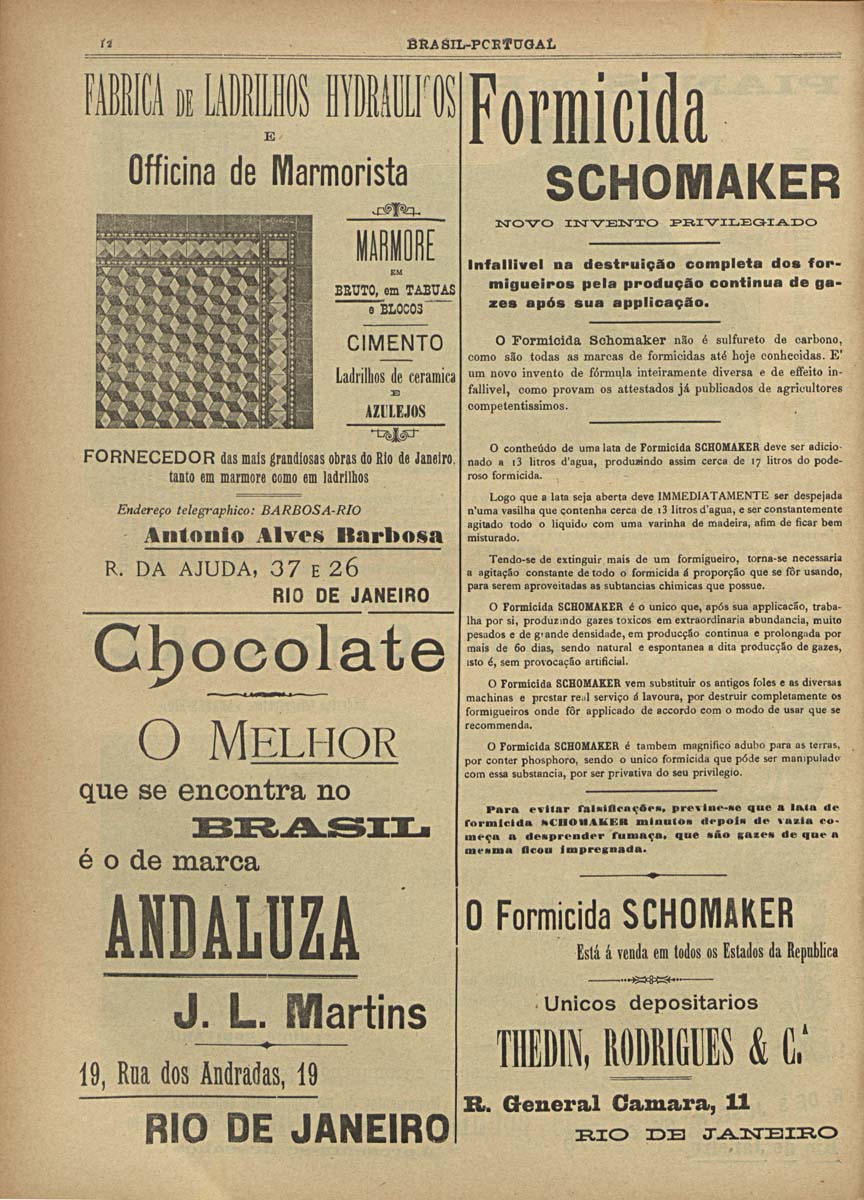 12
BRASIL-PORTUGAL
FABRICA DE LADRILHOS HYDRAULICOS
E
Officina de Marmorista
MARMORE
EM
BRUTO, em TABUAS
e BLOCOS
CIMENTO
Ladrilhos de ceramica
E
AZULEJOS
FORNECEDOR das mais grandiosas obras do Rio de Janeiro,
tanto em marmore como em ladrilhos
Endereço telegraphico: BARBOSA-RIO
Antonio Alves Barbosa
R. DA AJUDA, 37 E 26
RIO DE JANEIRO
Chocolate
O MELHOR
que se encontra no
BRASIL
é o de marca
ANDALUZA
J. L. Martins
19, Rua dos Andradas, 19
RIO DE JANEIRO
Formicida
SCHOMAKER
NOVO INVENTO PRIVILEGIADO
Infallivel na destruição completa dos for-
migueiros pela produção continua de ga-
zes após sua applicação.
O Formicida Schomaker não é sulfureto de carbono,
como são todas as marcas de formicidas até hoje conhecidas. E'
um novo invento de fórmula inteiramente diversa e de effeito in-
fallivel, como provam os attestados já publicados de agricultores
competentissimos.
O contheúdo de uma lata de Formicida SCHOMAKER deve ser adicio-
nado a 13 litros d'agua, produzindo assim cerca de 17 litros do pode-
roso formicida.
Logo que a lata seja aberta deve IMMEDIATAMENTE ser despejada
n'uma vasilha que contenha cerca de 13 litros d'agua, e ser constantemente
agitado todo o liquido com uma varinha de madeira, afim de ficar bem
misturado.
Tendo-se de extinguir mais de um formigueiro, torna-se necessaria
a agitação constante de todo o formicida á proporção que se fôr usando,
para serem aproveitadas as subtancias chimicas que possue.
O Formicida SCHOMAKER é o unico que, após sua applicacão, traba-
lha por si, produzindo gazes toxicos em extraordinaria abundancia, muito
pesados e de grande densidade, em producção continua e prolongada por
mais de 60 dias, sendo natural e espontanea a dita producção de gazes,
isto é, sem provocação artificial.
O Formicida SCHOMAKER vem substituir os antigos foles e as diversas
machinas e prestar real serviço á lavoura, por destruir completamente os
formigueiros onde fôr applicado de accordo com o modo de usar que se
recommenda.
O Formicida SCHOMAKER é tambem magnifico adubo para as terras,
por conter phosphoro, sendo o unico formicida que póde ser manipulado
com essa substancia, por ser privativa do seu privilegio.
Para evitar falsificações, previne-se que a lata de
formicida SCHOMAKER minutos depois de vazia co-
meça a desprender fumaça, que são gazes de que a
mesma ficou impregnada.
O Formicida SCHOMAKER
Está á venda em todos os Estados da Republica
Unicos depositarios
THEDIN, RODRIGUES & C.ª
R. General Camara, 11
RIO DE JANEIRO